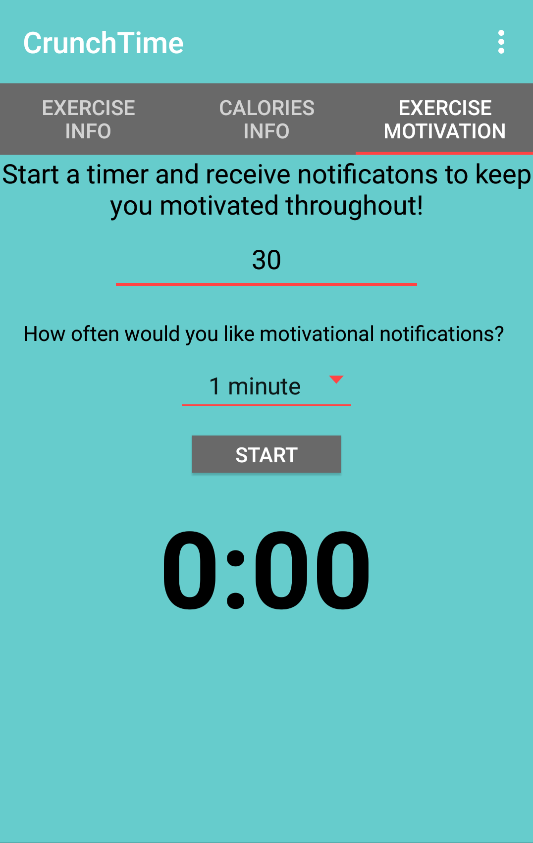 CrunchTime
EXERCISE
INFO
CALORIES
INFO
EXERCISE
MOTIVATION
Start a timer and receive notificatons to keep
you motivated throughout!
30
How often would you like motivational notifications?
1 minute
START
0:00